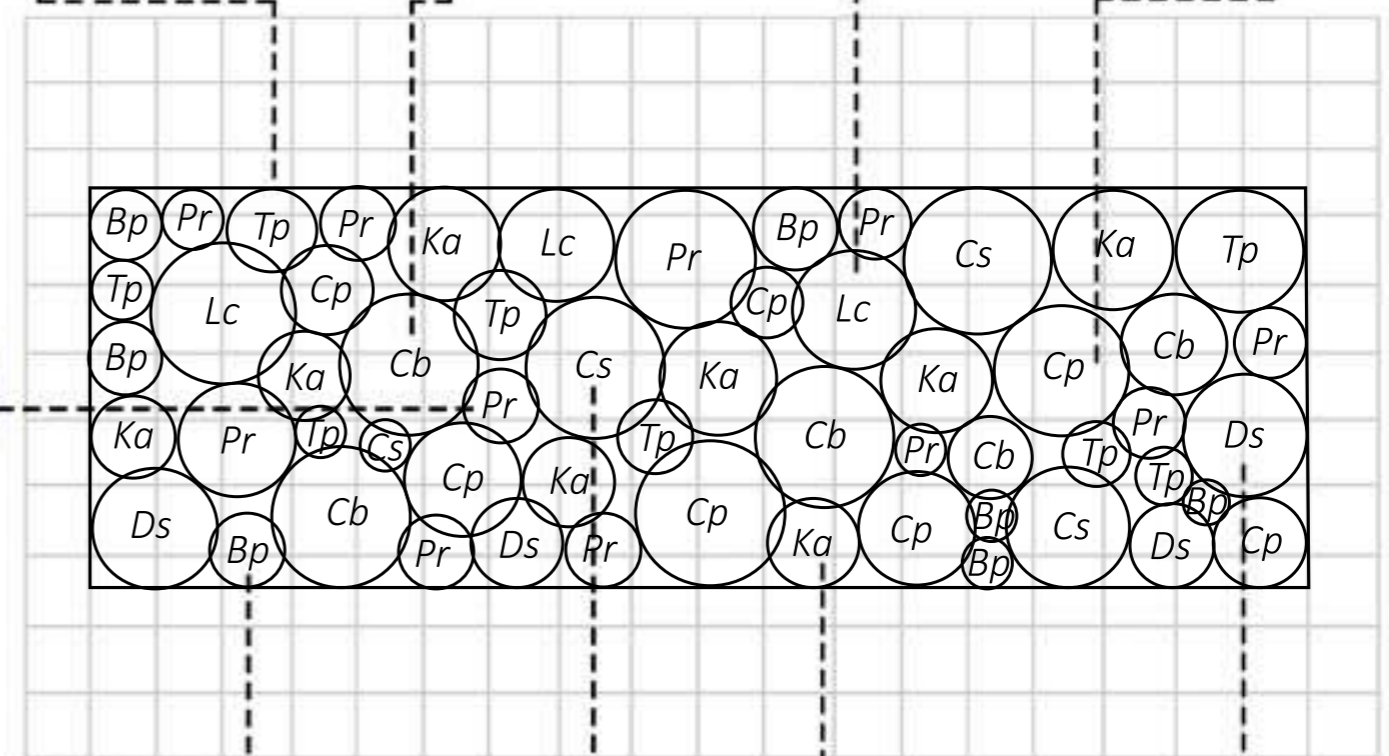 Bp Pr Tp Pr Ka Lc Pr Bp Pr Cs Ka Tp
Tp Lc Cp Tp Cp Lc
Bp Ka Cb Cs Ka Ka Cp Cb Pr
Ka Pr Tp Cs Pr Tp Cb Pr Cb Tp Pr Ds
Ds Bp Cb Cp Ka Cp Cp Bp Cs Tp Bp
Pr Ds Pr Ka Bp Ds Cp